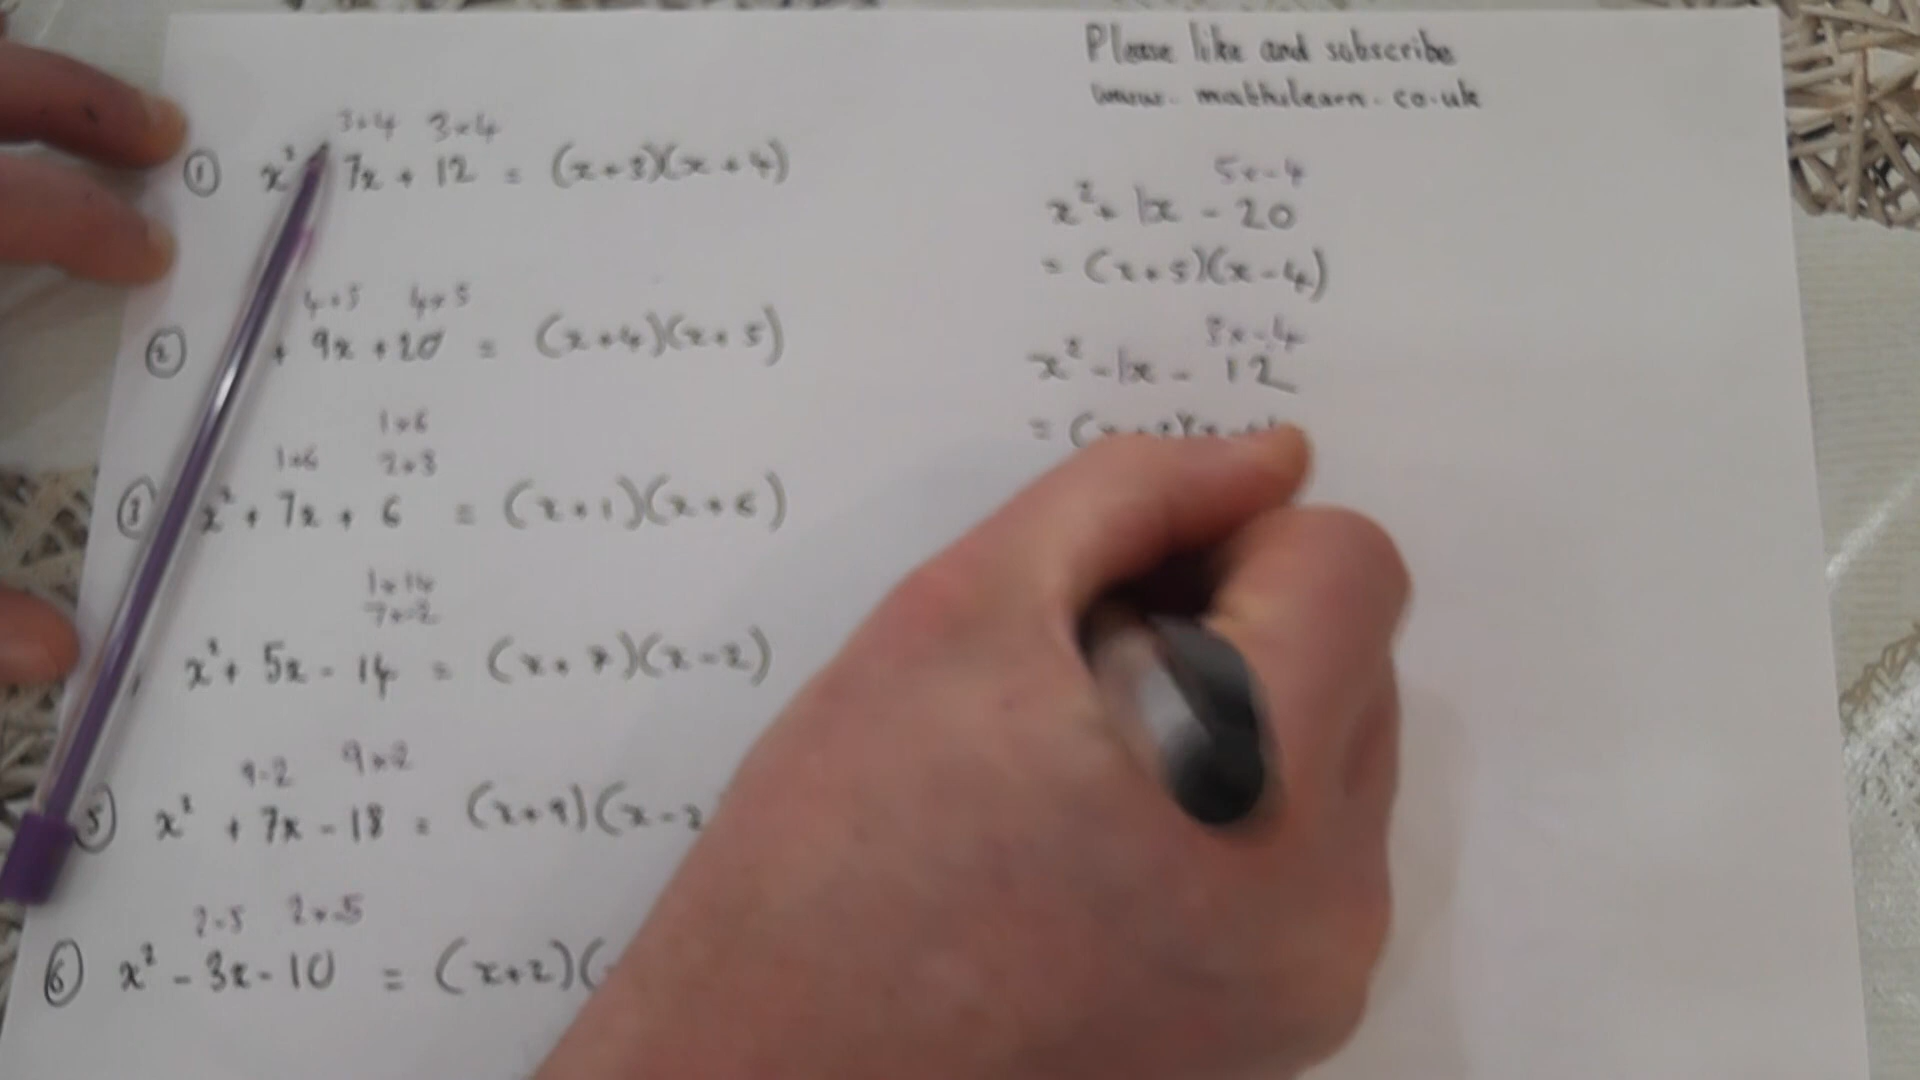 Please like and subscribe
www.mathslearn.co.uk
3+4 3×4
① x² 7x + 12 = (x+3)(x+4)
4+5 4×5
② + 9x + 20 = (x+4)(x+5)
1×6
1+6 2×3
③ x² + 7x + 6 = (x+1)(x+6)
1×14
7×-2
x² + 5x - 14 = (x+7)(x-2)
9-2 9×-2
⑤ x² + 7x - 18 = (x+9)(x-2
2-5 2×-5
⑥ x² - 3x - 10 = (x+2)(
5×-4
x² + 1x - 20
= (x+5)(x-4)
3×-4
x² - 1x - 12